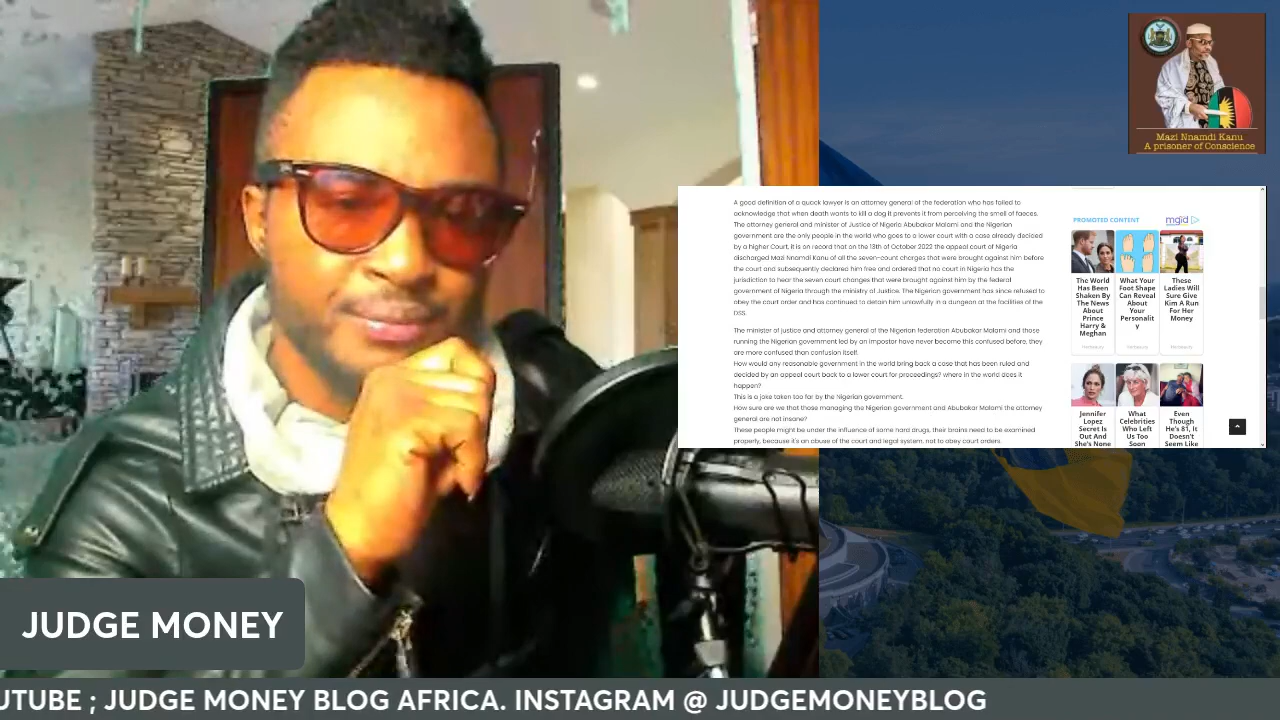 Mazi Nnamdi Kanu
A prisoner of Conscience
A good definition of a quack lawyer is an attorney general of the federation who has failed to
acknowledge that when death wants to kill a dog it prevents it from perceiving the smell of faeces.
The attorney general and minister of Justice of Nigeria Abubakar Malami and the Nigerian
government are the only people in the world who goes to a lower court with a case already decided
by a higher Court. it is on record that on the 13th of October 2022 the appeal court of Nigeria
discharged Mazi Nnamdi Kanu of all the seven-count charges that were brought against him before
the court and subsequently declared him free and ordered that no court in Nigeria has the
jurisdiction to hear the seven court charges that were brought against him by the federal
government of Nigeria through the ministry of Justice. The Nigerian government has since refused to
obey the court order and has continued to detain him unlawfully in a dungeon at the facilities of the
DSS.
The minister of justice and attorney general of the Nigerian federation Abubakar Malami and those
running the Nigerian government led by an impostor have never become this confused before. they
are more confused than confusion itself.
How would any reasonable government in the world bring back a case that has been ruled and
decided by an appeal court back to a lower court for proceedings? where in the world does it
happen?
This is a joke taken too far by the Nigerian government.
How sure are we that those managing the Nigerian government and Abubakar Malami the attorney
general are not insane?
These people might be under the influence of some hard drugs, their brains need to be examined
properly, because it's an abuse of the court and legal system, not to obey court orders.
PROMOTED CONTENT
mgid
The World
Has Been
Shaken By
The News
About
Prince
Harry &
Meghan
What Your
Foot Shape
Can Reveal
About
Your
Personalit
y
These
Ladies Will
Sure Give
Kim A Run
For Her
Money
Jennifer
Lopez
Secret Is
Out And
She's None
What
Celebrities
Who Left
Us Too
Soon
Even
Though
He's 81, It
Doesn't
Seem Like
JUDGE MONEY
UTUBE ; JUDGE MONEY BLOG AFRICA. INSTAGRAM @ JUDGEMONEYBLOG